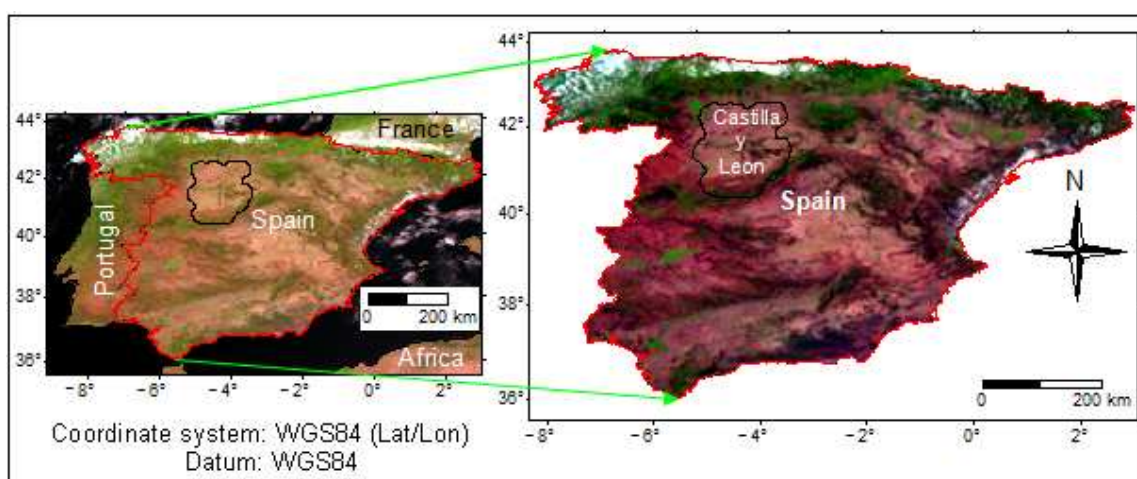 44°
42°
40°
38°
36°
−8°
−6°
−4°
−2°
0°
2°
France
Spain
Portugal
Africa
0
200 km
Coordinate system: WGS84 (Lat/Lon)
Datum: WGS84
44°
42°
40°
38°
36°
−8°
−6°
−4°
−2°
0°
2°
Castilla
y
Leon
Spain
N
0
200 km